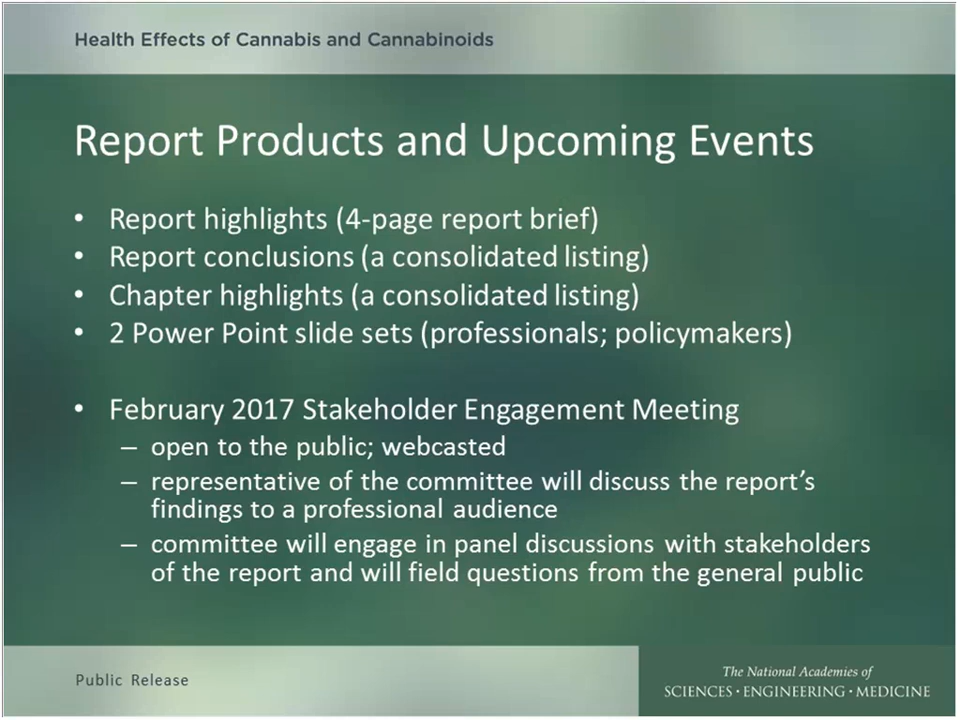 Health Effects of Cannabis and Cannabinoids
Report Products and Upcoming Events
• Report highlights (4-page report brief)
• Report conclusions (a consolidated listing)
• Chapter highlights (a consolidated listing)
• 2 Power Point slide sets (professionals; policymakers)
• February 2017 Stakeholder Engagement Meeting
– open to the public; webcasted
– representative of the committee will discuss the report’s
findings to a professional audience
– committee will engage in panel discussions with stakeholders
of the report and will field questions from the general public
Public Release
The National Academies of
SCIENCES • ENGINEERING • MEDICINE